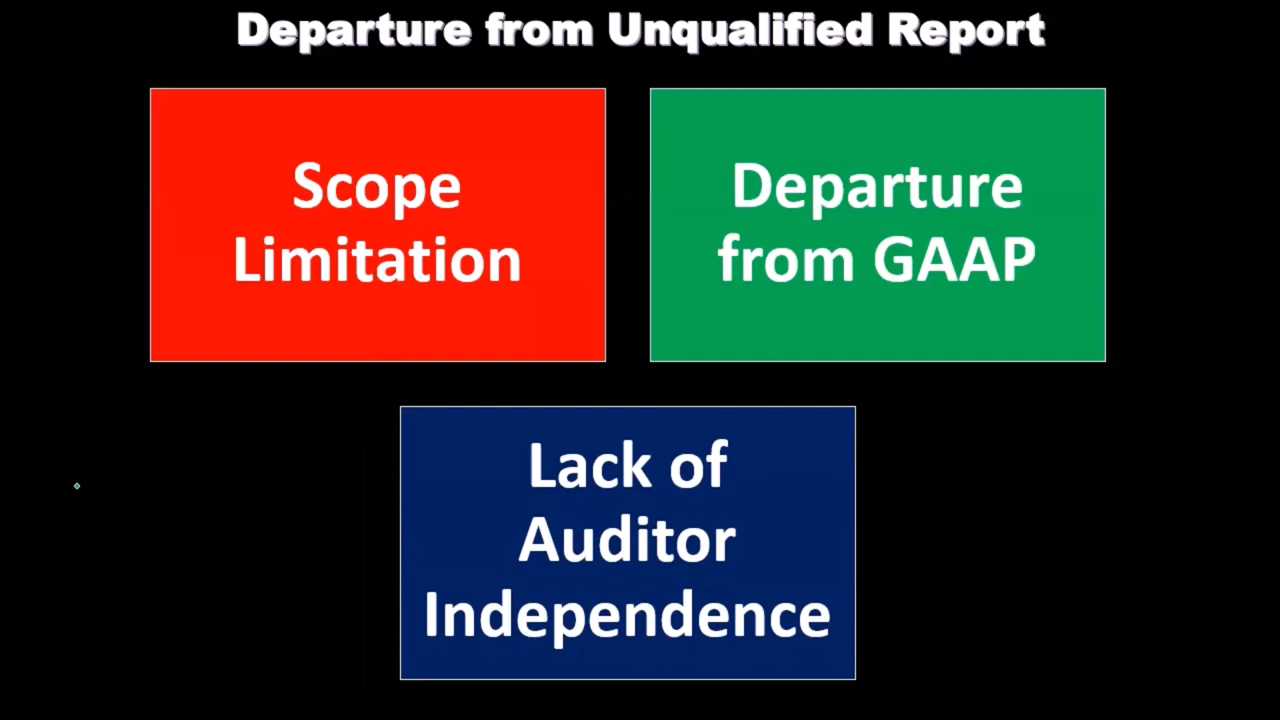 Departure from Unqualified Report
Scope
Limitation
Departure
from GAAP
Lack of
Auditor
Independence